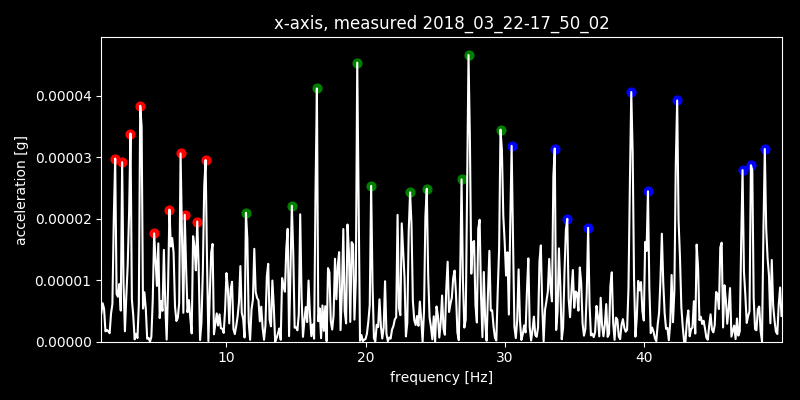 x-axis, measured 2018_03_22-17_50_02
acceleration [g]
0.00004
0.00003
0.00002
0.00001
0.00000
10 20 30 40
frequency [Hz]